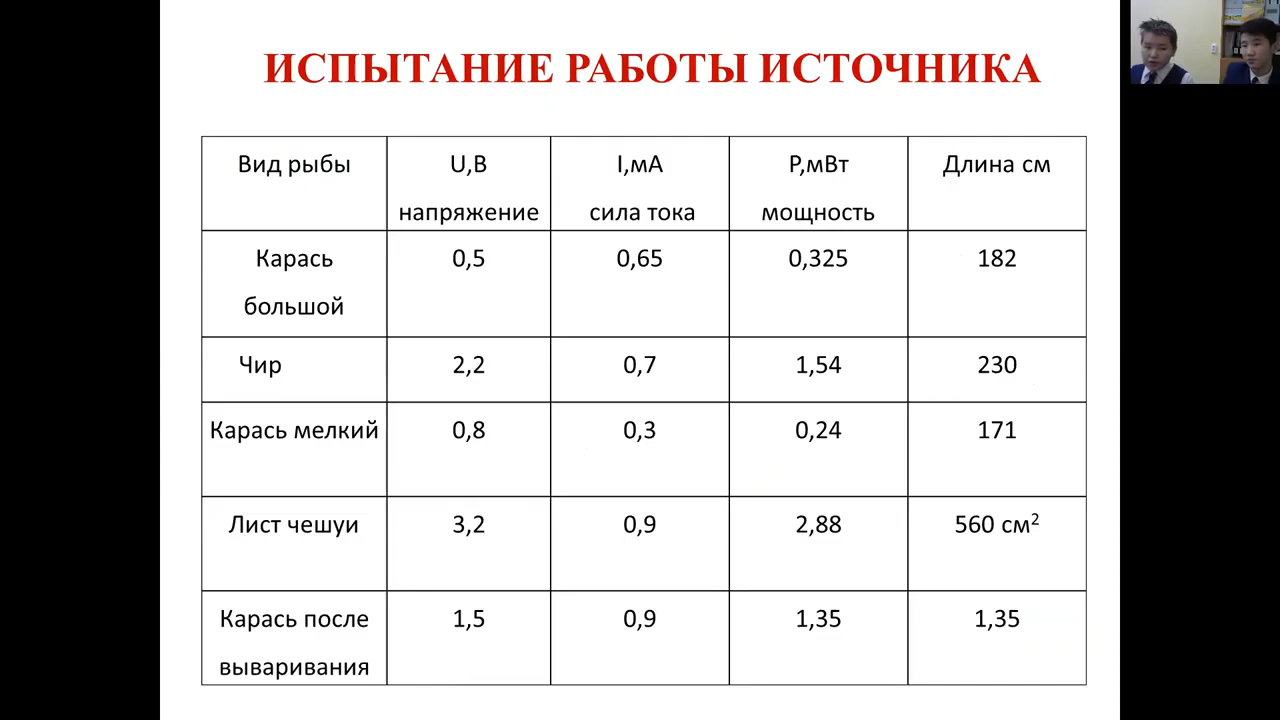 ИСПЫТАНИЕ РАБОТЫ ИСТОЧНИКА
Вид рыбы U,В I,мА P,мВт Длина см
напряжение сила тока мощность
Карась 0,5 0,65 0,325 182
большой
Чир 2,2 0,7 1,54 230
Карась мелкий 0,8 0,3 0,24 171
Лист чешуи 3,2 0,9 2,88 560 см²
Карась после 1,5 0,9 1,35 1,35
вываривания